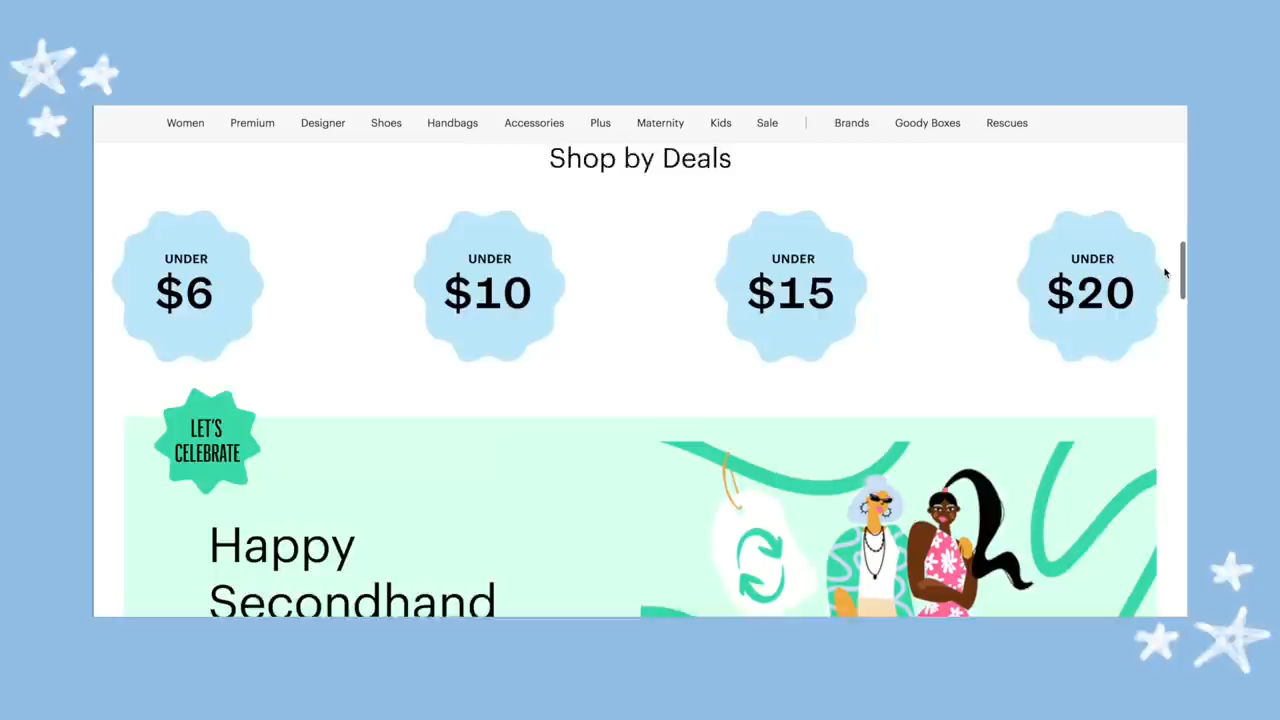 Women Premium Designer Shoes Handbags Accessories Plus Maternity Kids Sale | Brands Goody Boxes Rescues
Shop by Deals
UNDER
$6
UNDER
$10
UNDER
$15
UNDER
$20
LET'S
CELEBRATE
Happy
Secondhand